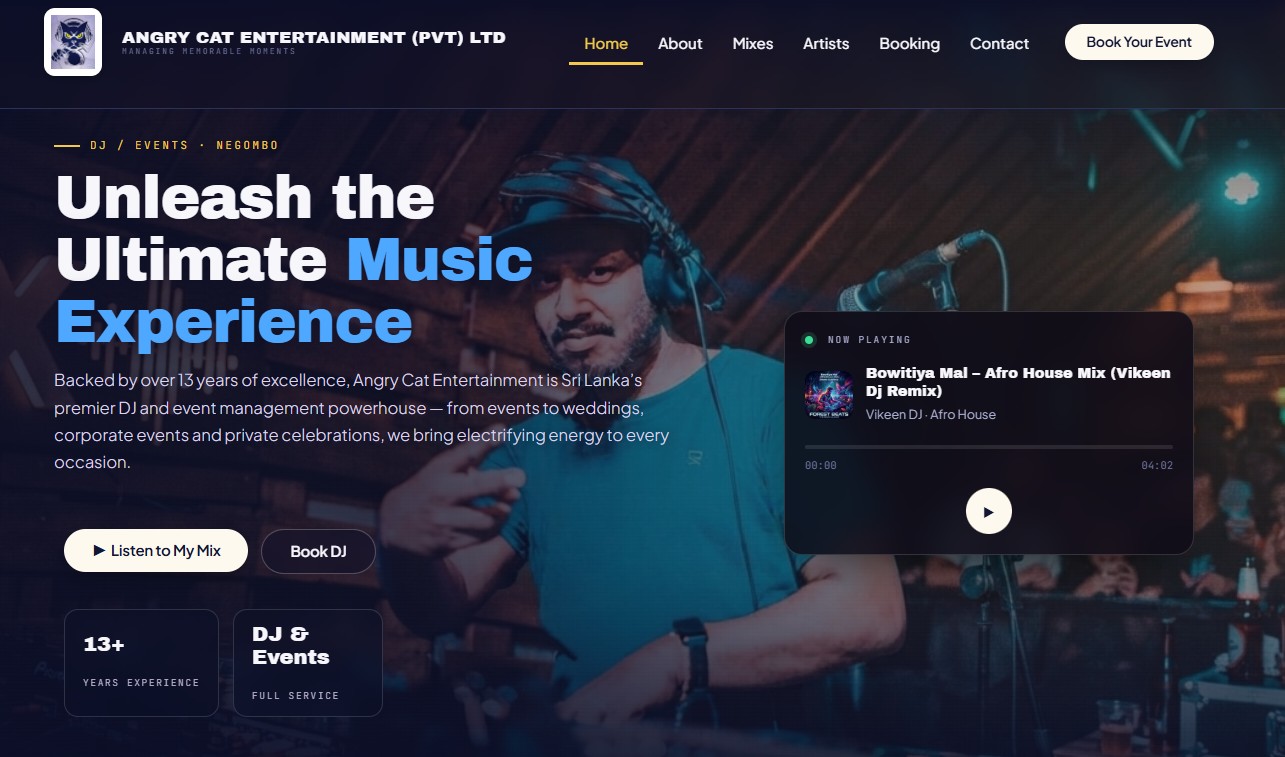 ANGRY CAT ENTERTAINMENT (PVT) LTD
MANAGING MEMORABLE MOMENTS
Home
About
Mixes
Artists
Booking
Contact
Book Your Event
DJ / EVENTS · NEGOMBO
Unleash the
Ultimate Music
Experience
Backed by over 13 years of excellence, Angry Cat Entertainment is Sri Lanka's
premier DJ and event management powerhouse — from events to weddings,
corporate events and private celebrations, we bring electrifying energy to every
occasion.
▶ Listen to My Mix
Book DJ
13+
YEARS EXPERIENCE
DJ &
Events
FULL SERVICE
NOW PLAYING
Bowitiya Mal – Afro House Mix (Vikeen
Dj Remix)
Vikeen DJ · Afro House
FOREST BEATS
00:00
04:02